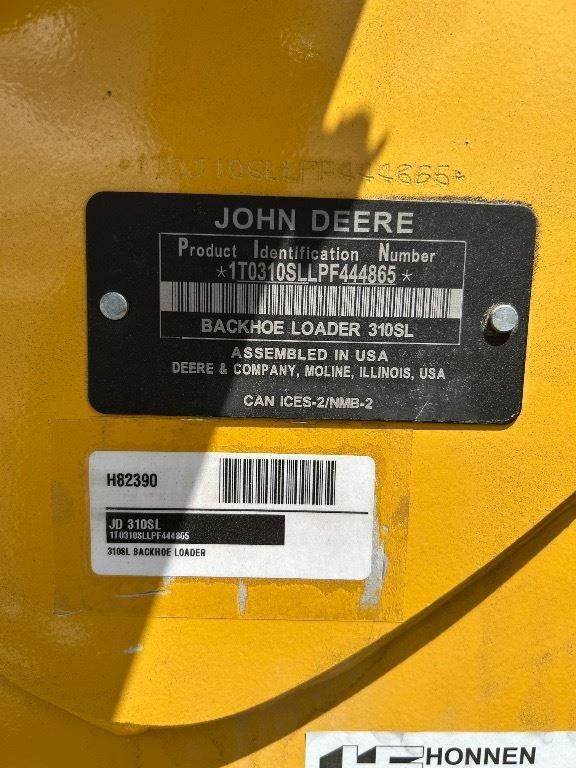 *1T0310SLLPF444865*
JOHN DEERE
Product Identification Number
*1T0310SLLPF444865*
BACKHOE LOADER 310SL
ASSEMBLED IN USA
DEERE & COMPANY, MOLINE, ILLINOIS, USA
CAN ICES-2/NMB-2
H82390
JD 310SL
1T0310SLLPF444865
310SL BACKHOE LOADER
HONNEN